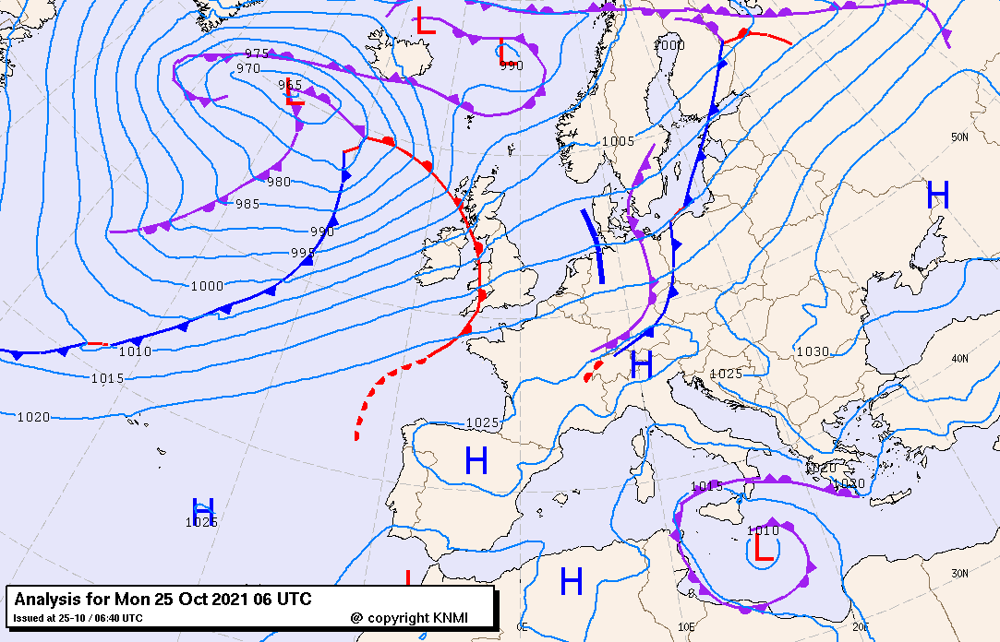 L
L
975
970
990
965
L
1000
1005
50N
980
985
H
990
995
1000
1010
1015
1020
1030
40N
H
1025
1025
H
1020
1015
1020
H
1025
1010
L
H
30N
L
Analysis for Mon 25 Oct 2021 06 UTC
Issued at 25-10 / 06:40 UTC
@ copyright KNMI
0E
10E
20E